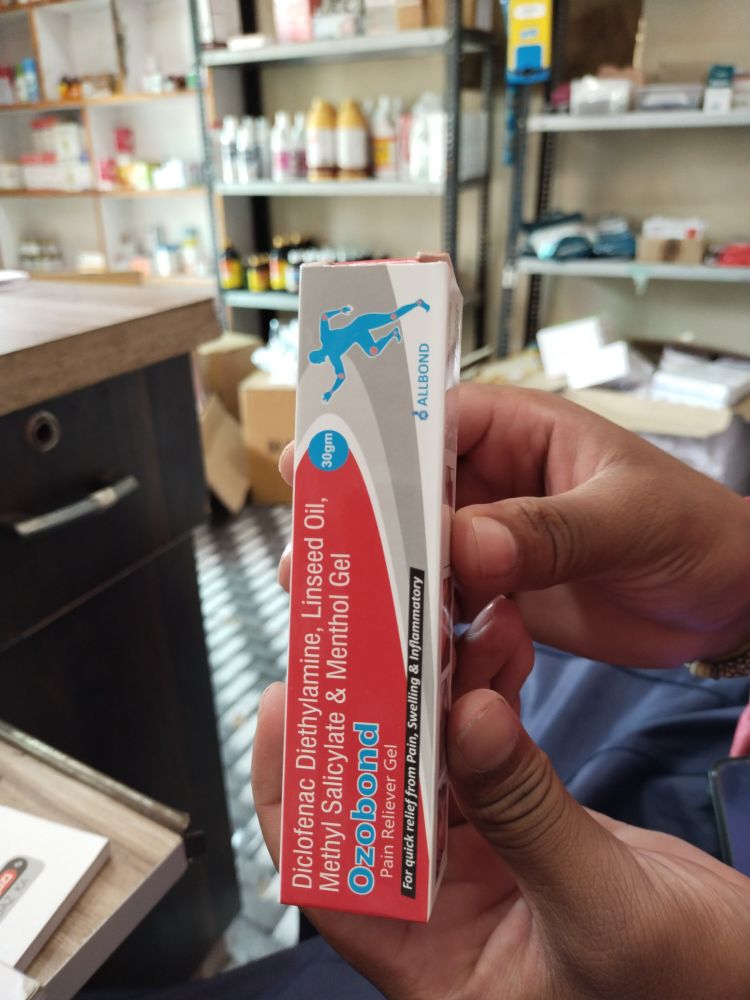 Diclofenac Diethylamine, Linseed Oil,
Methyl Salicylate & Menthol Gel
Ozobond
Pain Reliever Gel
For quick relief from Pain, Swelling & Inflammatory
30gm
ALLBOND